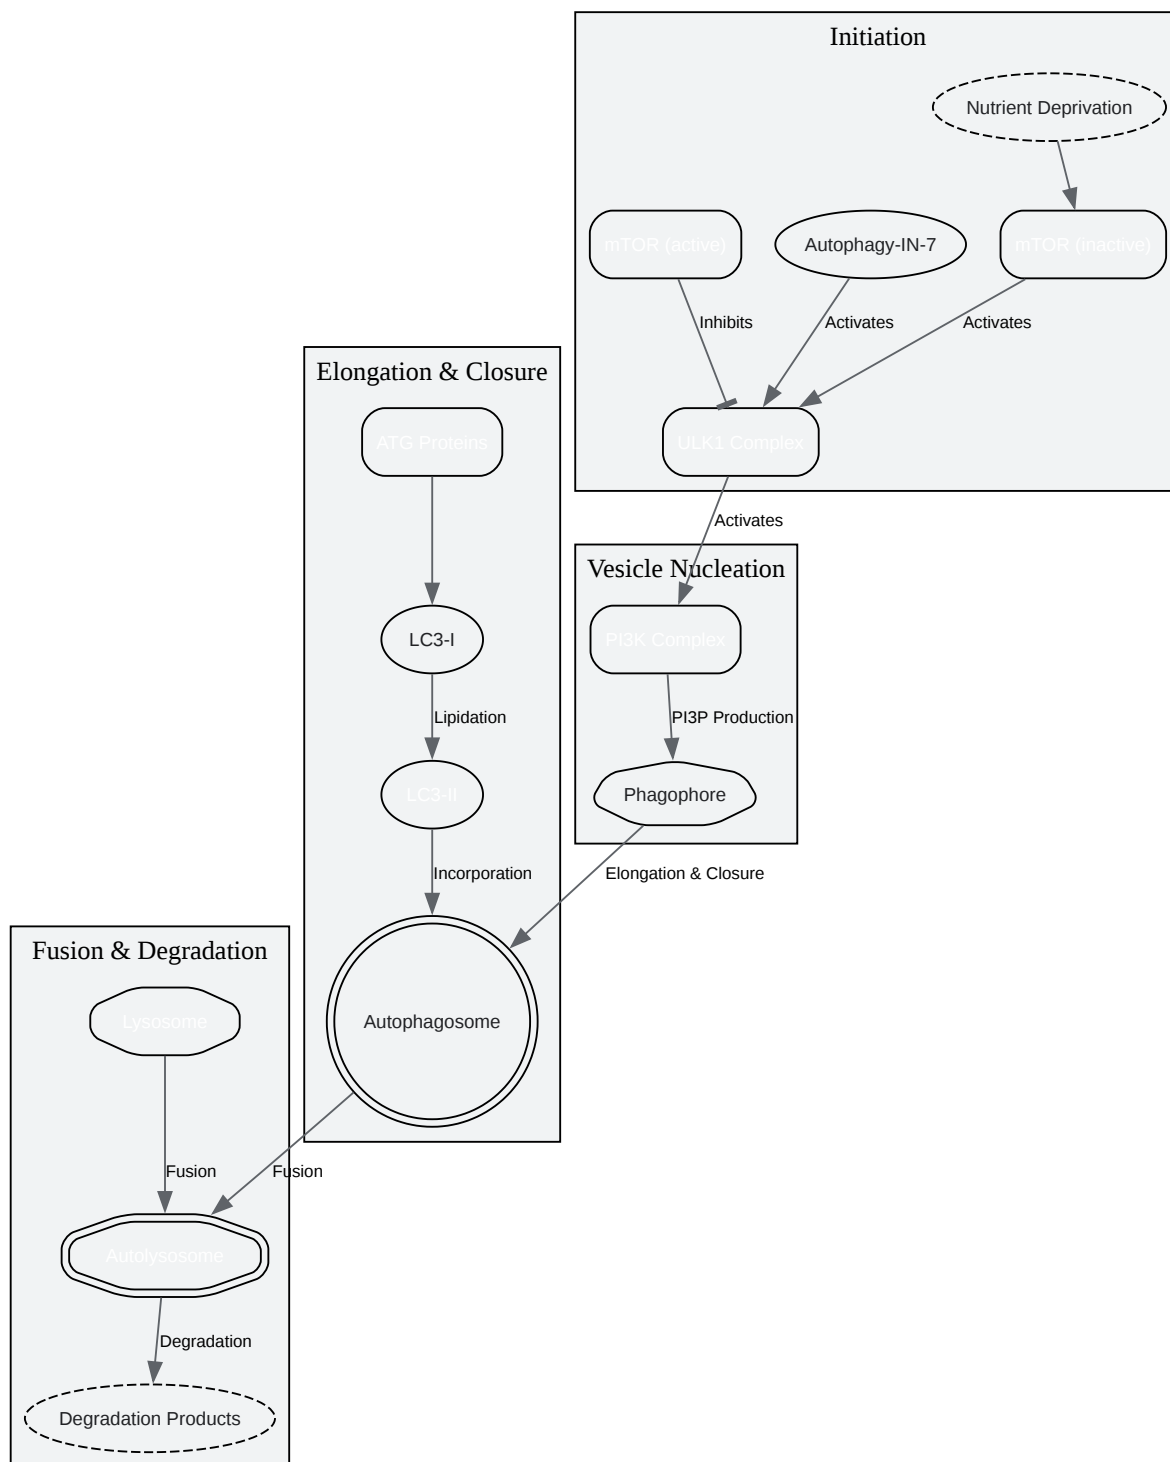 Initiation
Nutrient Deprivation
mTOR (active)
Autophagy-IN-7
mTOR (inactive)
Inhibits
Activates
Activates
ULK1 Complex
Activates
Vesicle Nucleation
PI3K Complex
PI3P Production
Phagophore
Elongation & Closure
Elongation & Closure
ATG Proteins
LC3-I
Lipidation
LC3-II
Incorporation
Autophagosome
Fusion
Fusion & Degradation
Lysosome
Fusion
Autolysosome
Degradation
Degradation Products